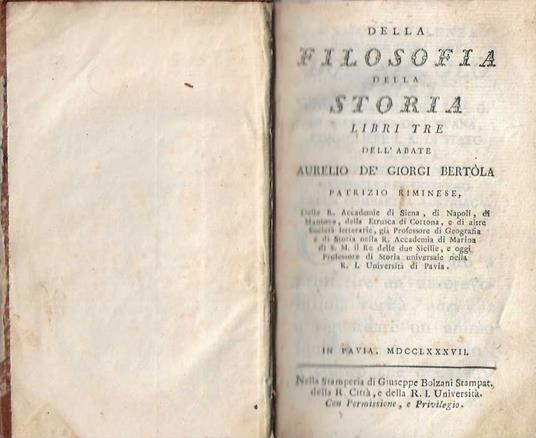 DELLA
FILOSOFIA
DELLA
STORIA
LIBRI TRE
DELL' ABATE
AURELIO DE' GIORGI BERTÒLA
PATRIZIO RIMINESE,
Delle R. Accademie di Siena, di Napoli, di
Mantova, della Etrusca di Cortona, e di altre
Società letterarie, già Professore di Geografia
e di Storia nella R. Accademia di Marina
di S. M. il Re delle due Sicilie, e oggi
Professore di Storia universale nella
R. I. Università di Pavia.
IN PAVIA. MDCCLXXXVII.
Nella Stamperia di Giuseppe Bolzani Stampat.
della R. Città, e della R. I. Università.
Con Permissione, e Privilegio.